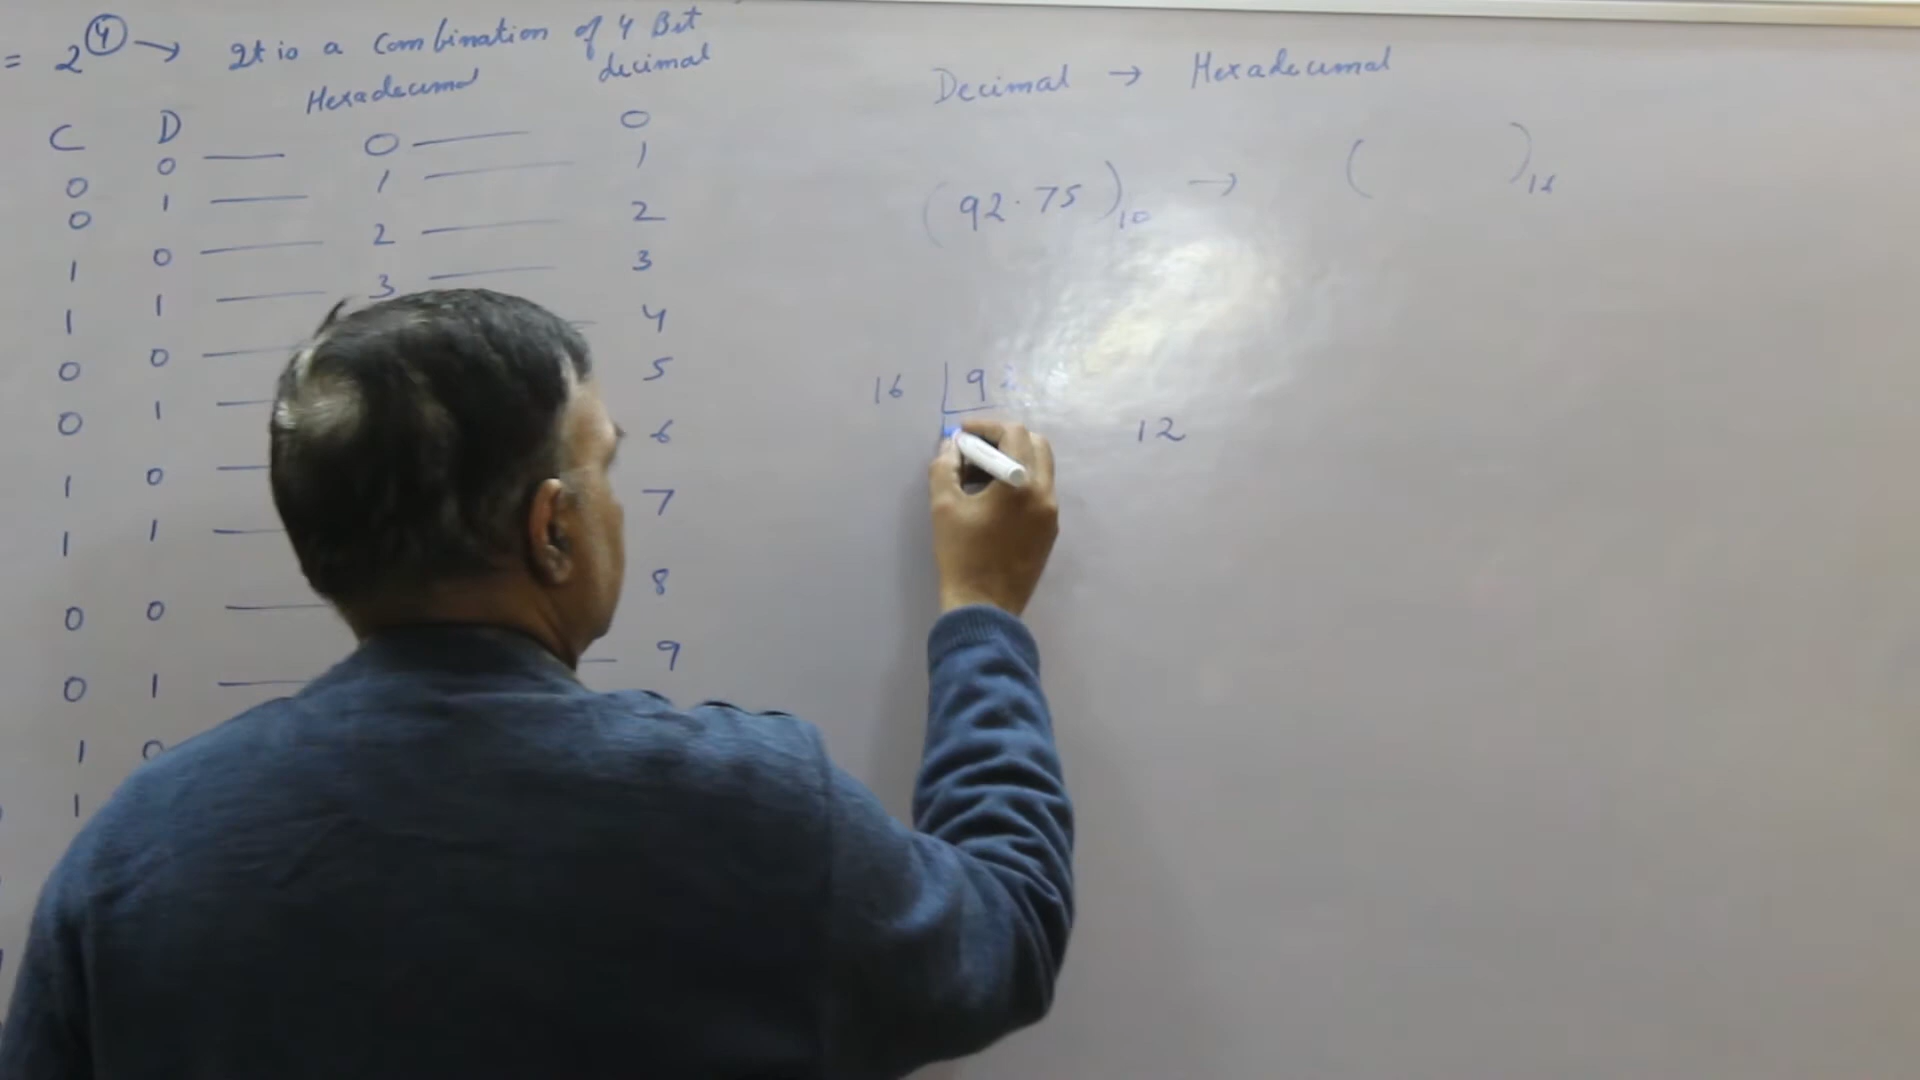 = 2④ → It is a Combination of 4 Bit
Hexadecimal decimal
C D
0 — 0 — 0
0 1 — 1 — 1
0 0 — 2 — 2
1 1 — 3 — 3
1 0 — 4
0 1 — 5
0 0 — 6
1 1 — 7
1 0 — 8
0 1 — 9
0 0
1
1
Decimal → Hexadecimal
(92.75)10 → ( )16
16 92
12